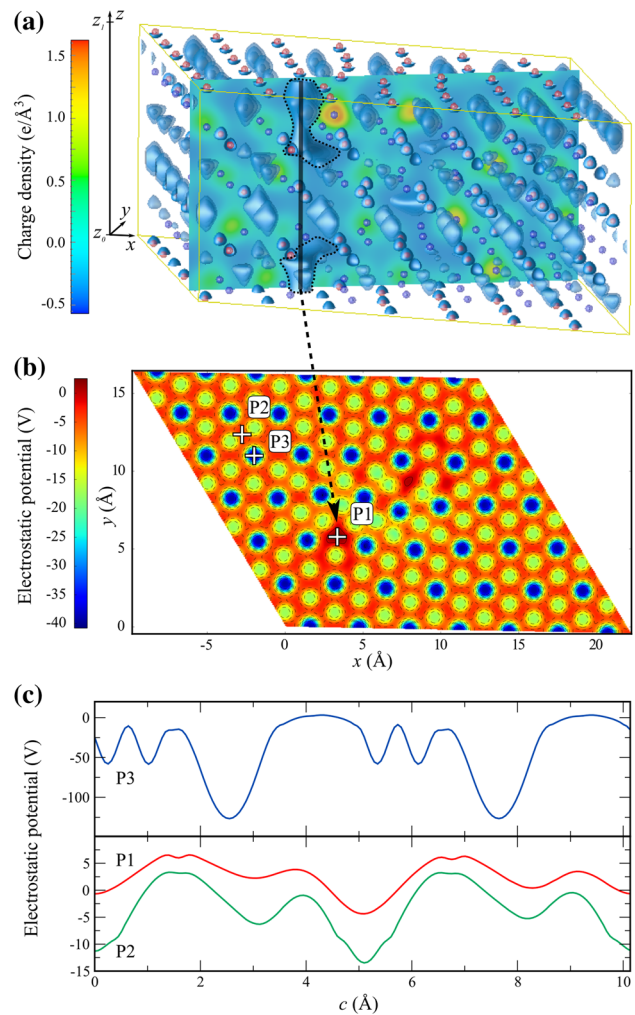 (a)
z₁
z
1.5
1.0
0.5
0.0
-0.5
Charge density (e/Å³)
y
z₀
x
(b)
0
-5
-10
-15
-20
-25
-30
-35
-40
Electrostatic potential (V)
15
10
5
0
y (Å)
P2
P3
P1
-5 0 5 10 15 20
x (Å)
(c)
Electrostatic potential (V)
0
-50
-100
P3
5
0
-5
-10
-15
P1
P2
0 2 4 6 8 10
c (Å)